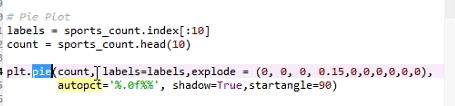 # Pie Plot
labels = sports_count.index[:10]
count = sports_count.head(10)
plt.pie(count, labels=labels,explode = (0, 0, 0, 0.15,0,0,0,0,0,0),
autopct='%.0f%%', shadow=True,startangle=90)